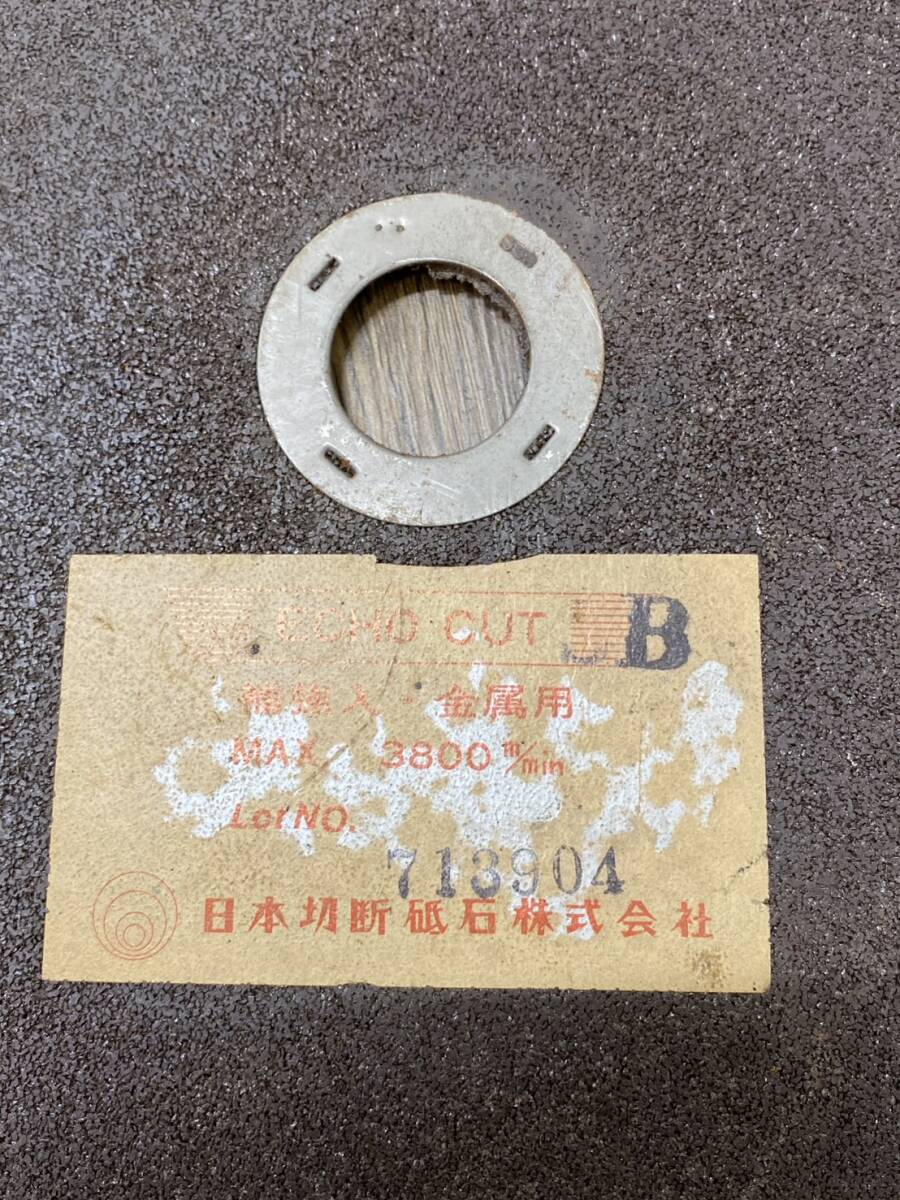 ECHO CUT B
補強入・金属用
MAX. 3800 m/min
Lot NO.
713904
日本切断砥石株式会社